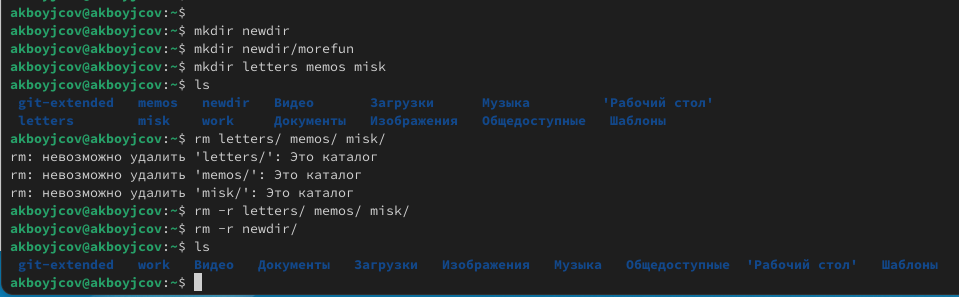 akboyjcov@akboyjcov:~$
akboyjcov@akboyjcov:~$ mkdir newdir
akboyjcov@akboyjcov:~$ mkdir newdir/morefun
akboyjcov@akboyjcov:~$ mkdir letters memos misk
akboyjcov@akboyjcov:~$ ls
git-extended memos newdir Видео Загрузки Музыка 'Рабочий стол'
letters misk work Документы Изображения Общедоступные Шаблоны
akboyjcov@akboyjcov:~$ rm letters/ memos/ misk/
rm: невозможно удалить 'letters/': Это каталог
rm: невозможно удалить 'memos/': Это каталог
rm: невозможно удалить 'misk/': Это каталог
akboyjcov@akboyjcov:~$ rm -r letters/ memos/ misk/
akboyjcov@akboyjcov:~$ rm -r newdir/
akboyjcov@akboyjcov:~$ ls
git-extended work Видео Документы Загрузки Изображения Музыка Общедоступные 'Рабочий стол' Шаблоны
akboyjcov@akboyjcov:~$